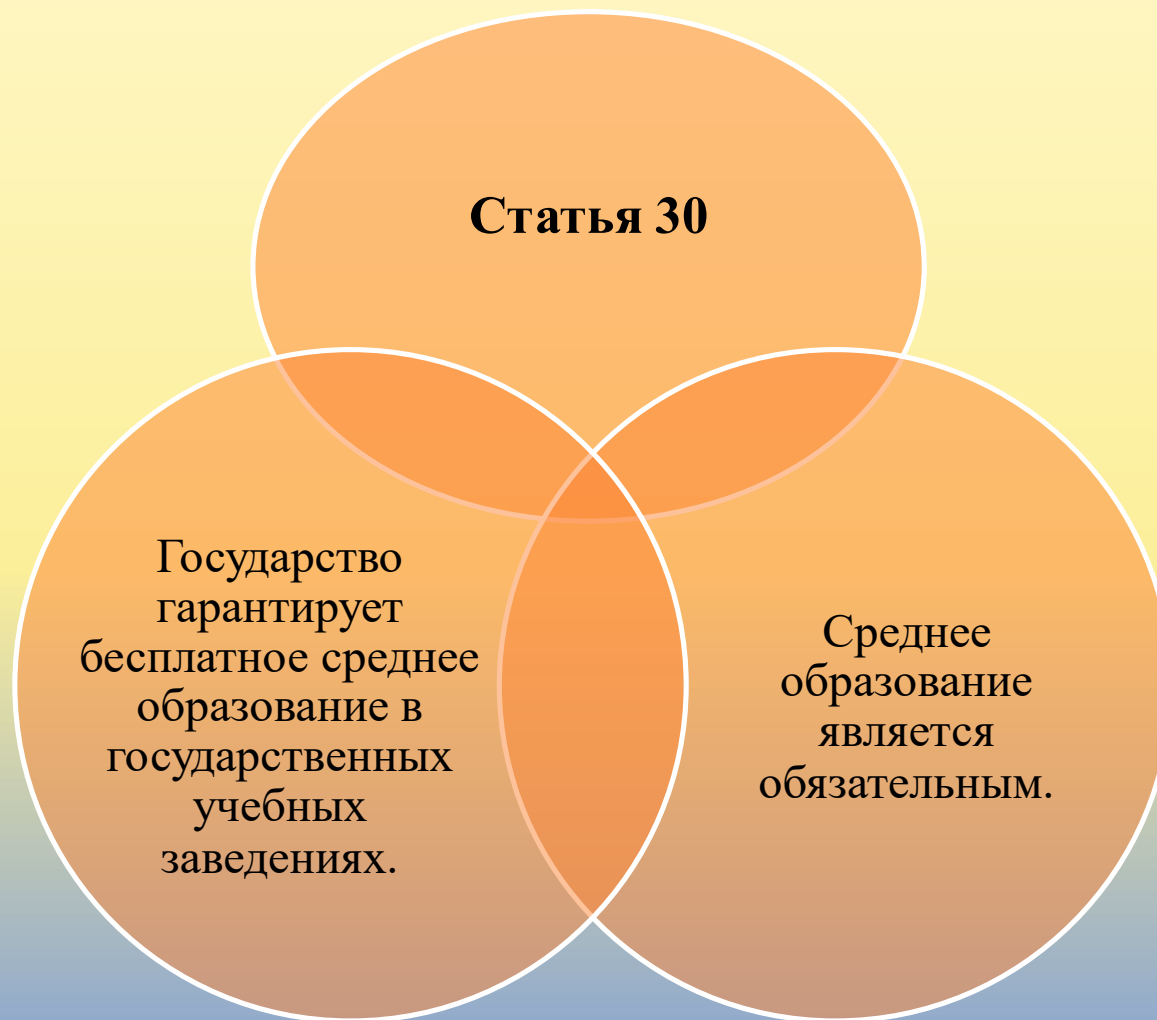 Статья 30
Государство
гарантирует
бесплатное среднее
образование в
государственных
учебных
заведениях.
Среднее
образование
является
обязательным.